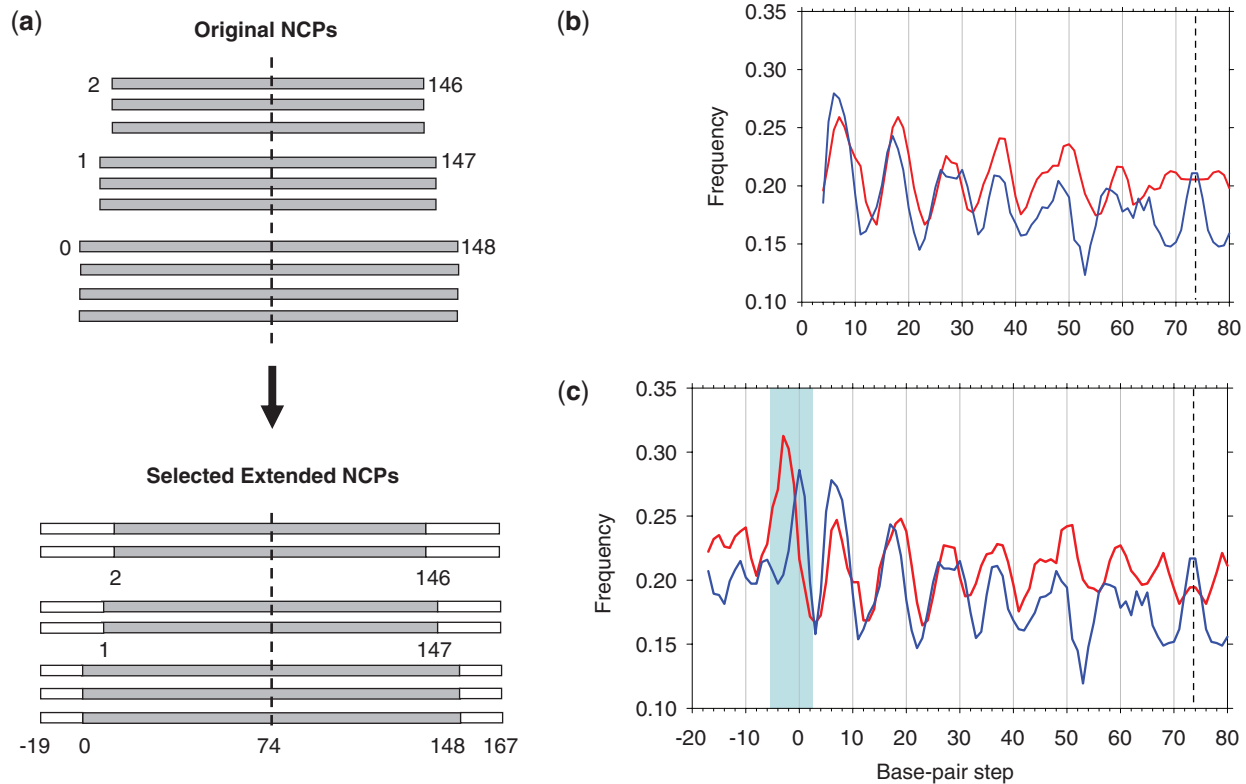 (a)
Original NCPs
2 146
1 147
0 148
Selected Extended NCPs
2 146
1 147
-19 0 74 148 167
(b)
0.35
0.30
0.25
0.20
0.15
0.10
Frequency
0 10 20 30 40 50 60 70 80
(c)
0.35
0.30
0.25
0.20
0.15
0.10
Frequency
-20 -10 0 10 20 30 40 50 60 70 80
Base-pair step